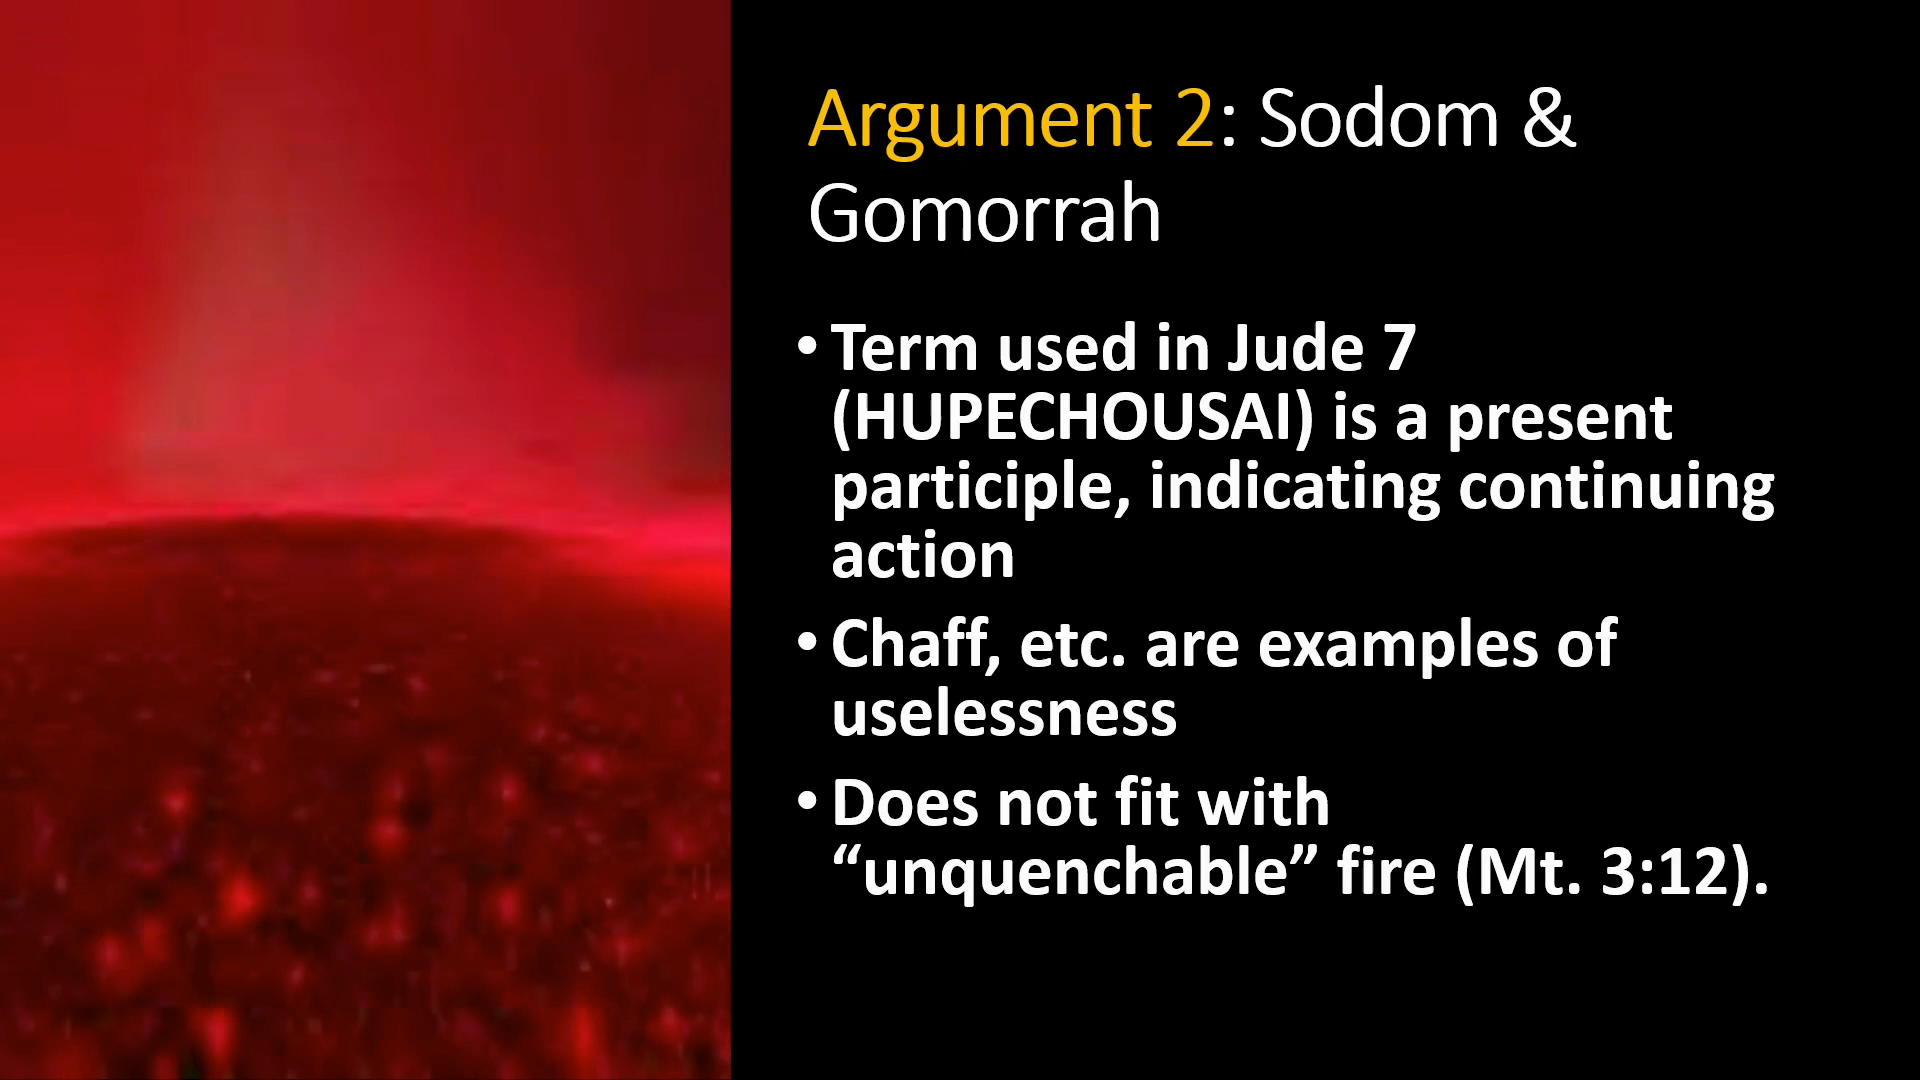 Argument 2: Sodom &
Gomorrah
• Term used in Jude 7
(HUPECHOUSAI) is a present
participle, indicating continuing
action
• Chaff, etc. are examples of
uselessness
• Does not fit with
“unquenchable” fire (Mt. 3:12).